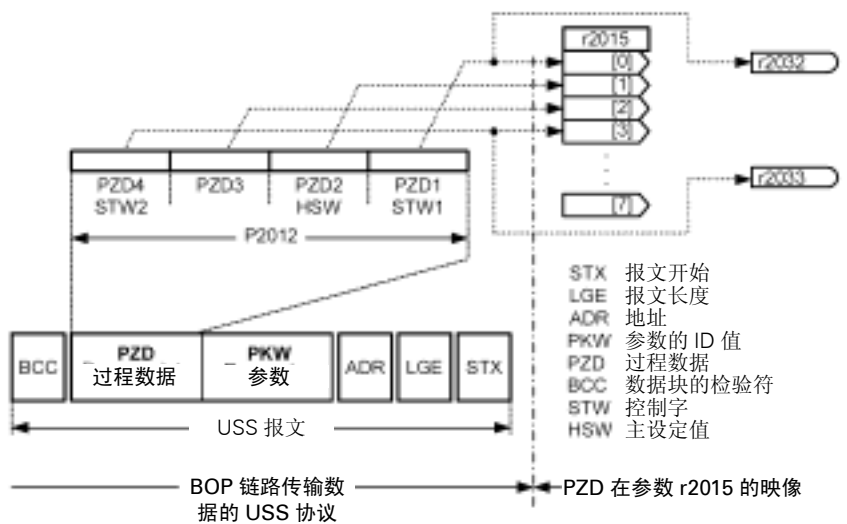 r2015
[0]
r2032
[1]
[2]
[3]
PZD4 PZD3 PZD2 PZD1
STW2 HSW STW1
r2033
[7]
P2012
STX 报文开始
LGE 报文长度
ADR 地址
PKW 参数的 ID 值
PZD 过程数据
BCC 数据块的检验符
STW 控制字
HSW 主设定值
BCC PZD 过程数据 PKW 参数 ADR LGE STX
USS 报文
BOP 链路传输数
据的 USS 协议
PZD 在参数 r2015 的映像